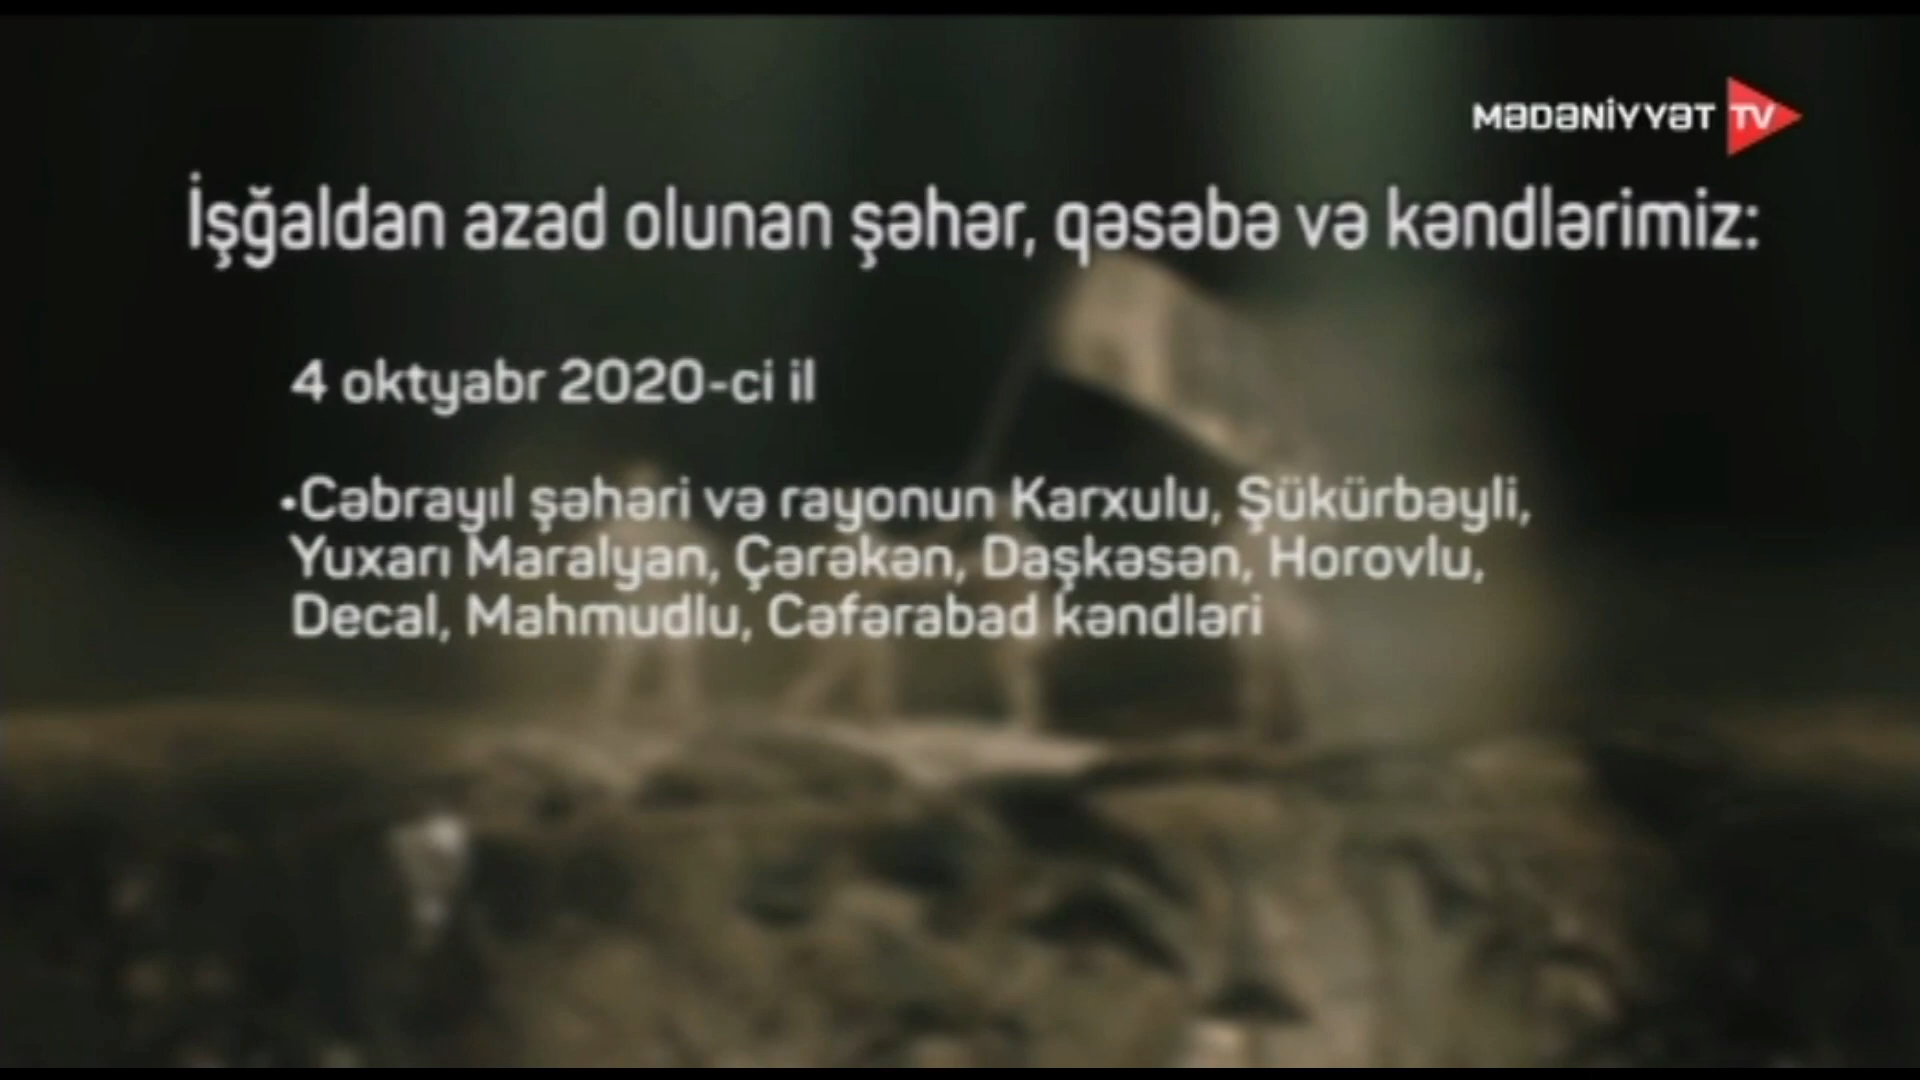 MƏDƏNİYYƏT TV
İşğaldan azad olunan şəhər, qəsəbə və kəndlərimiz:
4 oktyabr 2020-ci il
•Cəbrayıl şəhəri və rayonun Karxulu, Şükürbəyli,
Yuxarı Maralyan, Çərəkən, Daşkəsən, Horovlu,
Decal, Mahmudlu, Cəfərabad kəndləri